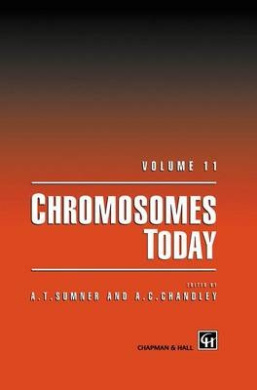 VOLUME 11
CHROMOSOMES
TODAY
EDITED BY
A.T. SUMNER AND A.C. CHANDLEY
CHAPMAN & HALL
CH